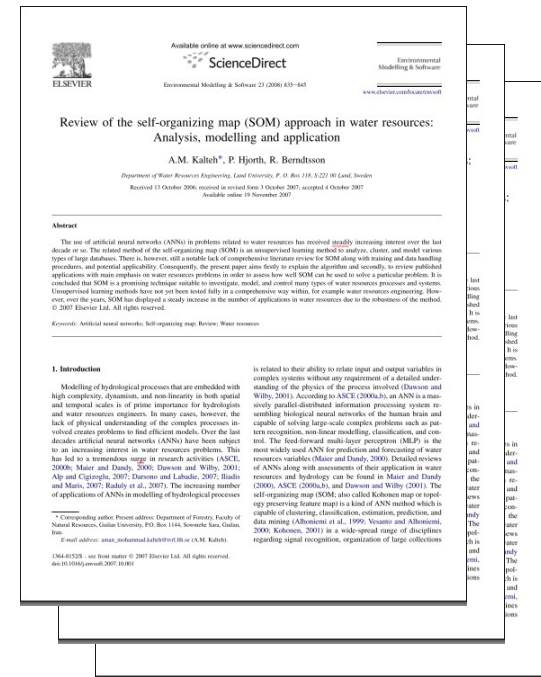 Available online at www.sciencedirect.com
ScienceDirect
ELSEVIER
Environmental Modelling & Software 23 (2008) 835–845
Environmental
Modelling & Software
www.elsevier.com/locate/envsoft
Review of the self-organizing map (SOM) approach in water resources:
Analysis, modelling and application
A.M. Kalteh*, P. Hjorth, R. Berndtsson
Department of Water Resources Engineering, Lund University, P. O. Box 118, S-221 00 Lund, Sweden
Received 13 October 2006; received in revised form 3 October 2007; accepted 4 October 2007
Available online 19 November 2007
Abstract
The use of artificial neural networks (ANNs) in problems related to water resources has received steadily increasing interest over the last
decade or so. The related method of the self-organizing map (SOM) is an unsupervised learning method to analyze, cluster, and model various
types of large databases. There is, however, still a notable lack of comprehensive literature review for SOM along with training and data handling
procedures, and potential applicability. Consequently, the present paper aims firstly to explain the algorithm and secondly, to review published
applications with main emphasis on water resources problems in order to assess how well SOM can be used to solve a particular problem. It is
concluded that SOM is a promising technique suitable to investigate, model, and control many types of water resources processes and systems.
Unsupervised learning methods have not yet been tested fully in a comprehensive way within, for example water resources engineering. How-
ever, over the years, SOM has displayed a steady increase in the number of applications in water resources due to the robustness of the method.
© 2007 Elsevier Ltd. All rights reserved.
Keywords: Artificial neural networks; Self-organizing map; Review; Water resources
1. Introduction
Modelling of hydrological processes that are embedded with
high complexity, dynamism, and non-linearity in both spatial
and temporal scales is of prime importance for hydrologists
and water resources engineers. In many cases, however, the
lack of physical understanding of the complex processes in-
volved creates problems to find efficient models. Over the last
decades artificial neural networks (ANNs) have been subject
to an increasing interest in water resources problems. This
has led to a tremendous surge in research activities (ASCE,
2000b; Maier and Dandy, 2000; Dawson and Wilby, 2001;
Alp and Cigizoglu, 2007; Darsono and Labadie, 2007; Iliadis
and Maris, 2007; Raduly et al., 2007). The increasing number
of applications of ANNs in modelling of hydrological processes
* Corresponding author. Present address: Department of Forestry, Faculty of
Natural Resources, Guilan University, P.O. Box 1144, Sowmehe Sara, Guilan,
Iran.
E-mail address: aman_mohammad.kalteh@tvrl.lth.se (A.M. Kalteh).
1364-8152/$ - see front matter © 2007 Elsevier Ltd. All rights reserved.
doi:10.1016/j.envsoft.2007.10.001
is related to their ability to relate input and output variables in
complex systems without any requirement of a detailed under-
standing of the physics of the process involved (Dawson and
Wilby, 2001). According to ASCE (2000a,b), an ANN is a mas-
sively parallel-distributed information processing system re-
sembling biological neural networks of the human brain and
capable of solving large-scale complex problems such as pat-
tern recognition, non-linear modelling, classification, and con-
trol. The feed-forward multi-layer perceptron (MLP) is the
most widely used ANN for prediction and forecasting of water
resources variables (Maier and Dandy, 2000). Detailed reviews
of ANNs along with assessments of their application in water
resources and hydrology can be found in Maier and Dandy
(2000), ASCE (2000a,b), and Dawson and Wilby (2001). The
self-organizing map (SOM; also called Kohonen map or topol-
ogy preserving feature map) is a kind of ANN method which is
capable of clustering, classification, estimation, prediction, and
data mining (Alhoniemi et al., 1999; Vesanto and Alhoniemi,
2000; Kohonen, 2001) in a wide-spread range of disciplines
regarding signal recognition, organization of large collections